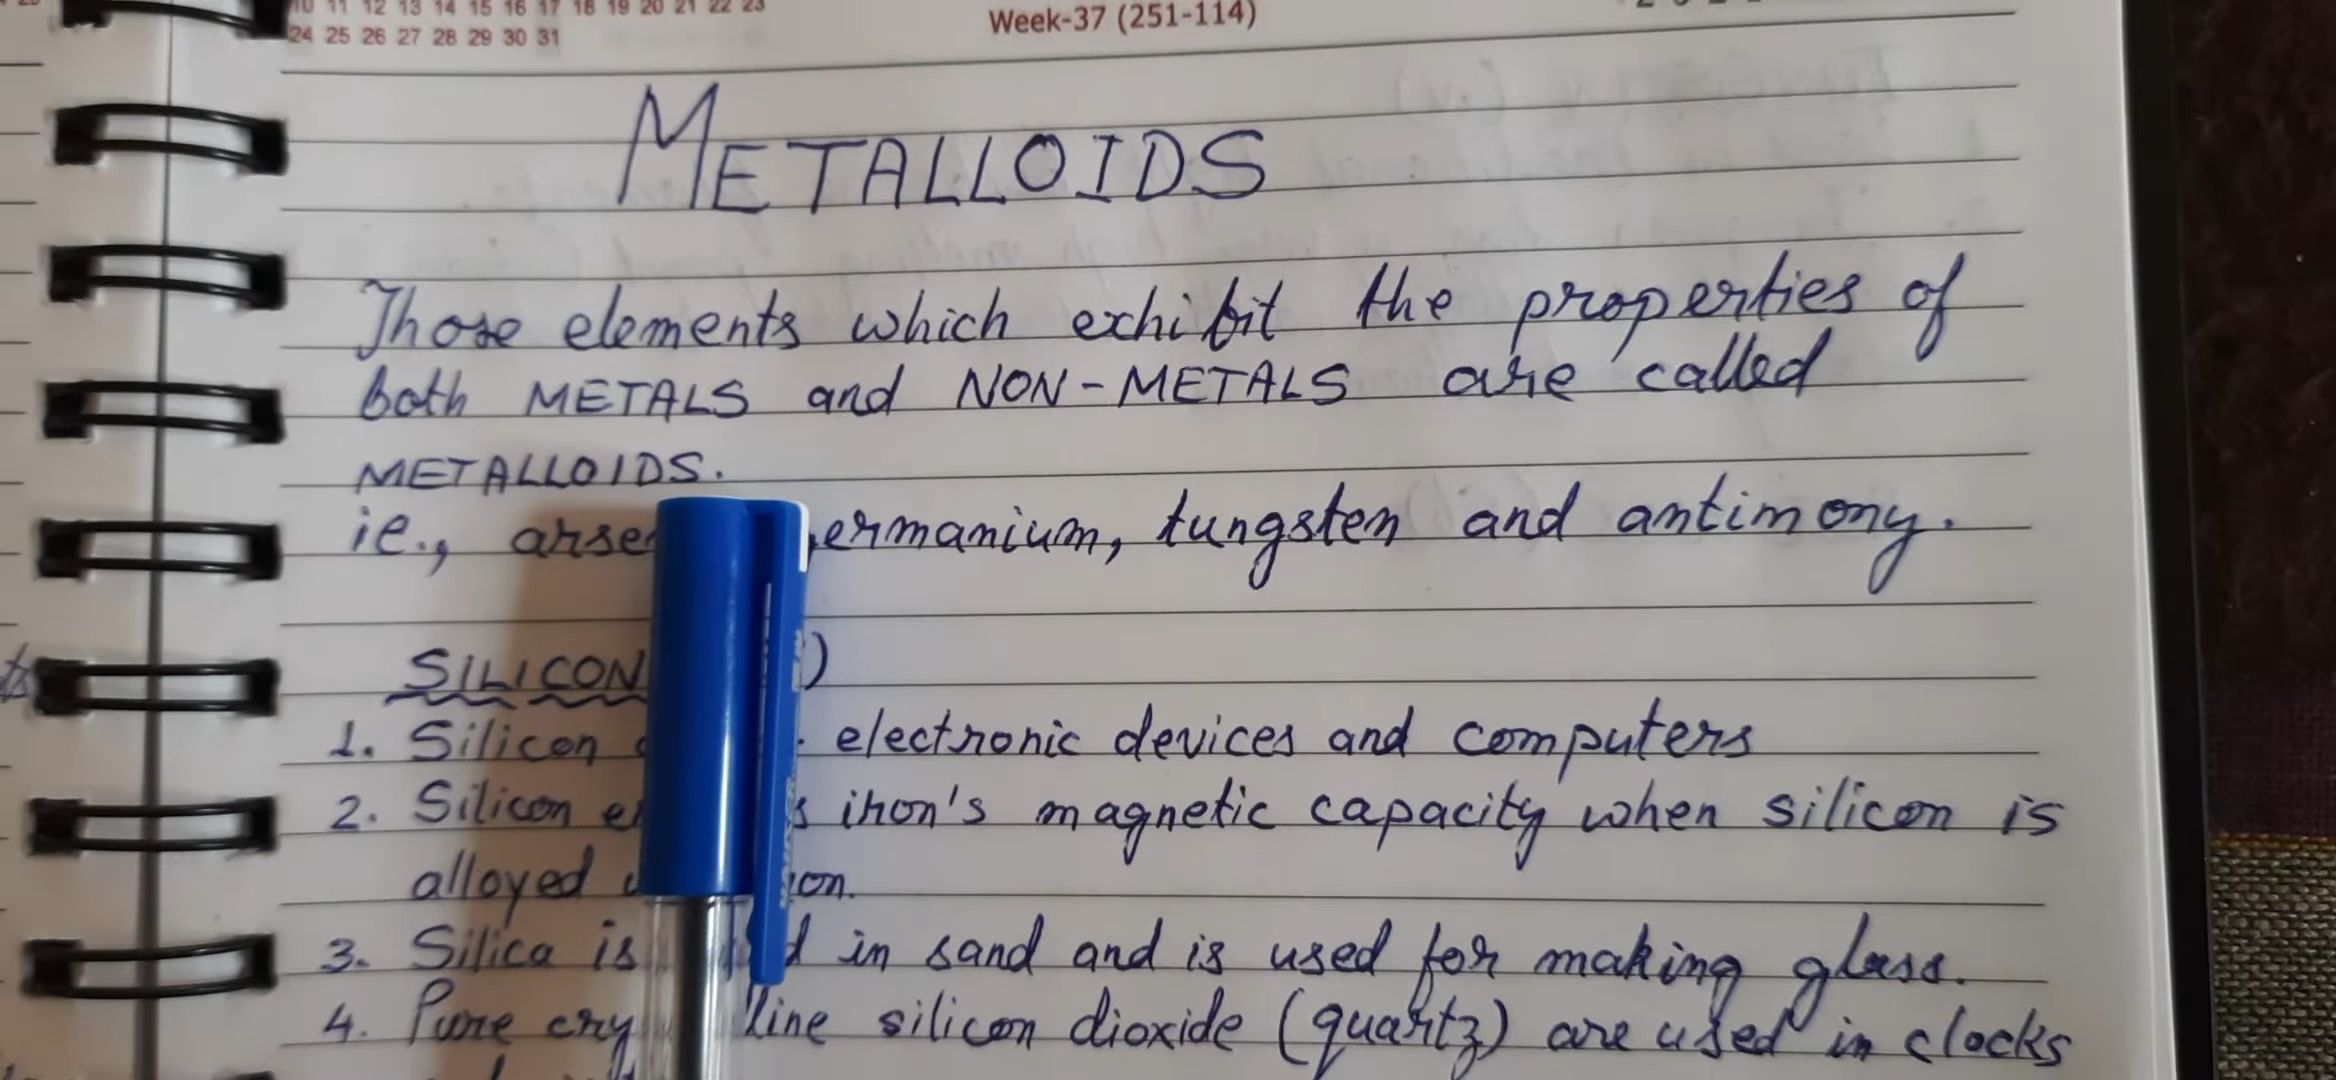 10 11 12 13 14 15 16 17 18 19 20 21 22 23
24 25 26 27 28 29 30 31
Week-37 (251-114)
METALLOIDS
Those elements which exhibit the properties of
both METALS and NON-METALS are called
METALLOIDS.
ie., tungsten and antimony.
SILICON )
1. Silicon electronic devices and computers
2. Silicon iron's magnetic capacity when silicon is
alloyed
3. Silica is in sand and is used for making glass.
4. Pure silicon dioxide (quartz) are used in clocks